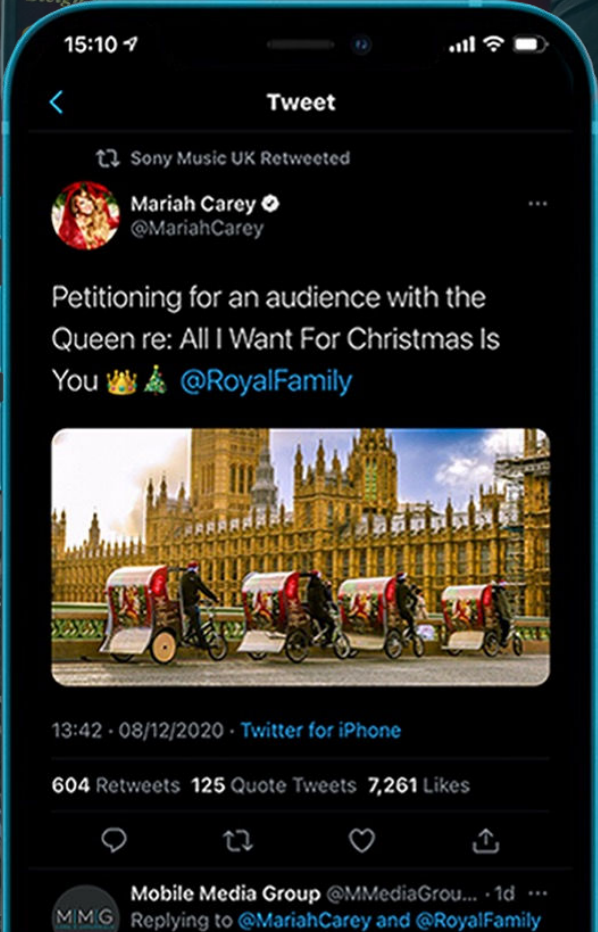 15:10
Tweet
Sony Music UK Retweeted
Mariah Carey
@MariahCarey
Petitioning for an audience with the
Queen re: All I Want For Christmas Is
You 👑🎄 @RoyalFamily
13:42 · 08/12/2020 · Twitter for iPhone
604 Retweets 125 Quote Tweets 7,261 Likes
Mobile Media Group @MMediaGrou... · 1d
MMG
Replying to @MariahCarey and @RoyalFamily